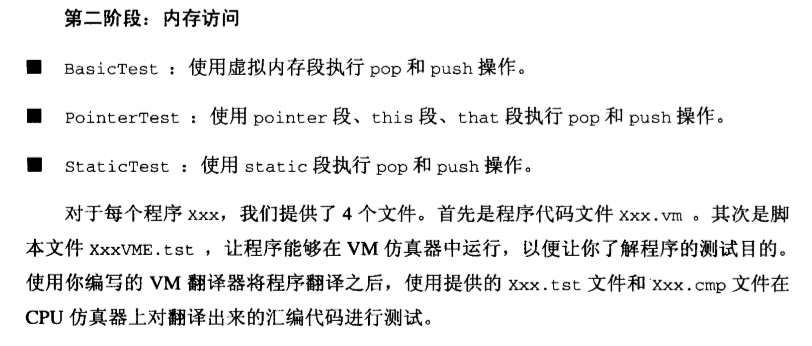 第二阶段：内存访问
■ BasicTest ：使用虚拟内存段执行 pop 和 push 操作。
■ PointerTest ：使用 pointer 段、this 段、that 段执行 pop 和 push 操作。
■ StaticTest ：使用 static 段执行 pop 和 push 操作。
对于每个程序 Xxx，我们提供了 4 个文件。首先是程序代码文件 Xxx.vm 。其次是脚
本文件 XxxVME.tst ，让程序能够在 VM 仿真器中运行，以便让你了解程序的测试目的。
使用你编写的 VM 翻译器将程序翻译之后，使用提供的 Xxx.tst 文件和 Xxx.cmp 文件在
CPU 仿真器上对翻译出来的汇编代码进行测试。